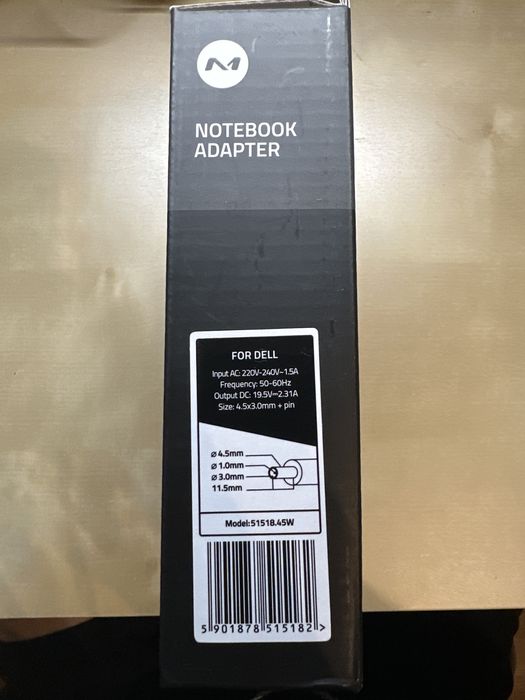 NOTEBOOK
ADAPTER
FOR DELL
Input AC: 220V-240V~1.5A
Frequency: 50-60Hz
Output DC: 19.5V⎓2.31A
Size: 4.5x3.0mm + pin
ø 4.5mm
ø 1.0mm
ø 3.0mm
11.5mm
Model:51518.45W
5 901878 515182 >